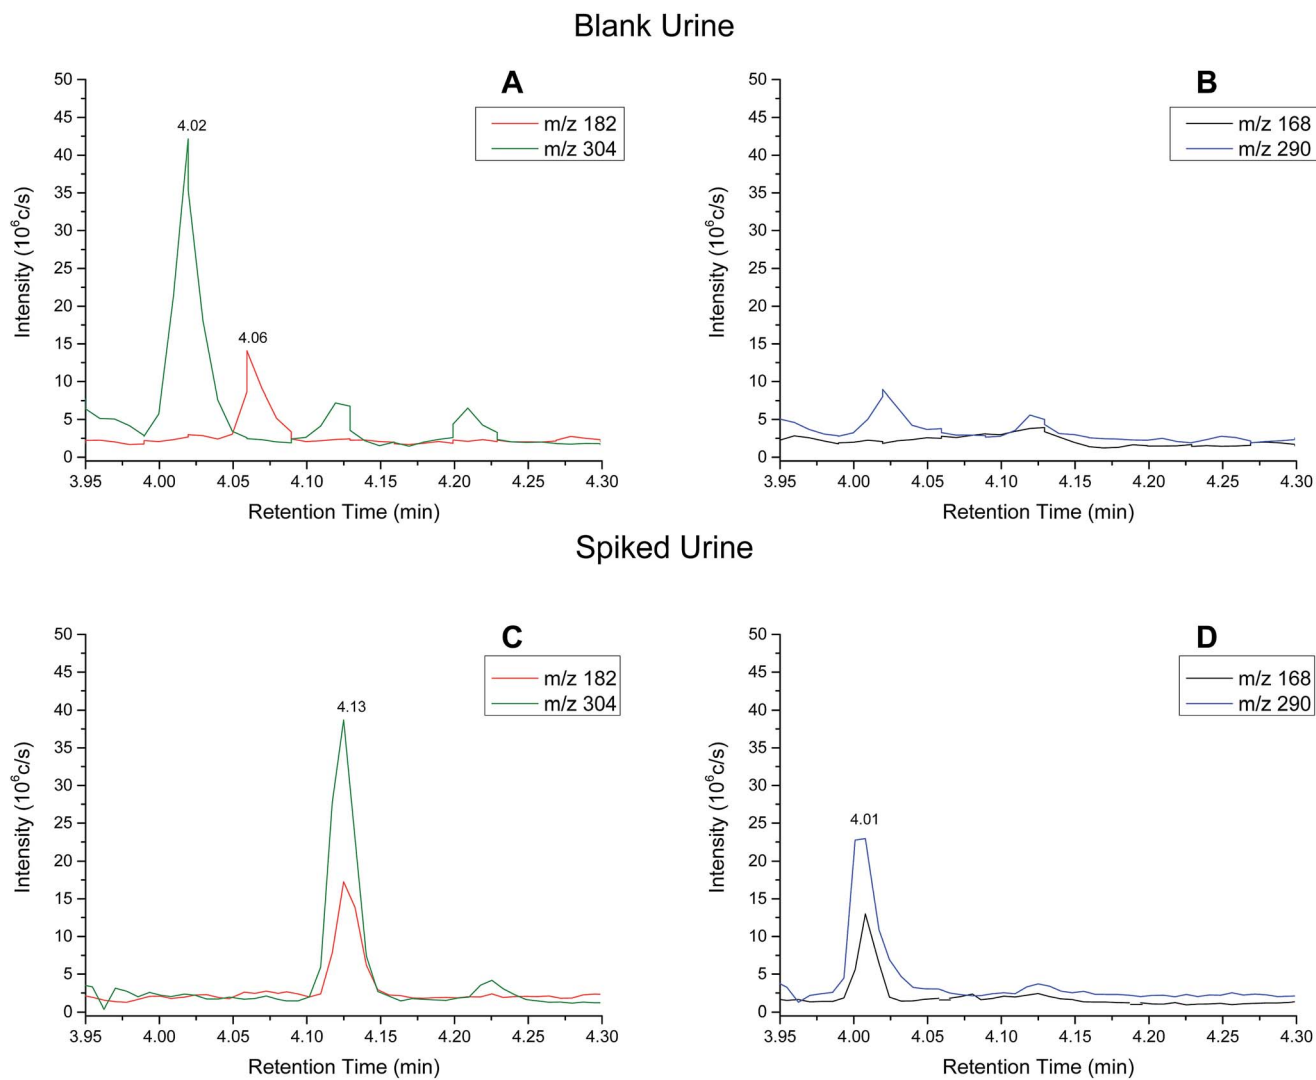 Blank Urine
A
m/z 182
m/z 304
50
45
40
35
30
25
20
15
10
5
0
Intensity (10⁶c/s)
4.02
4.06
3.95 4.00 4.05 4.10 4.15 4.20 4.25 4.30
Retention Time (min)
B
m/z 168
m/z 290
50
45
40
35
30
25
20
15
10
5
0
Intensity (10⁶c/s)
3.95 4.00 4.05 4.10 4.15 4.20 4.25 4.30
Retention Time (min)
Spiked Urine
C
m/z 182
m/z 304
50
45
40
35
30
25
20
15
10
5
0
Intensity (10⁶c/s)
4.13
3.95 4.00 4.05 4.10 4.15 4.20 4.25 4.30
Retention Time (min)
D
m/z 168
m/z 290
50
45
40
35
30
25
20
15
10
5
0
Intensity (10⁶c/s)
4.01
3.95 4.00 4.05 4.10 4.15 4.20 4.25 4.30
Retention Time (min)